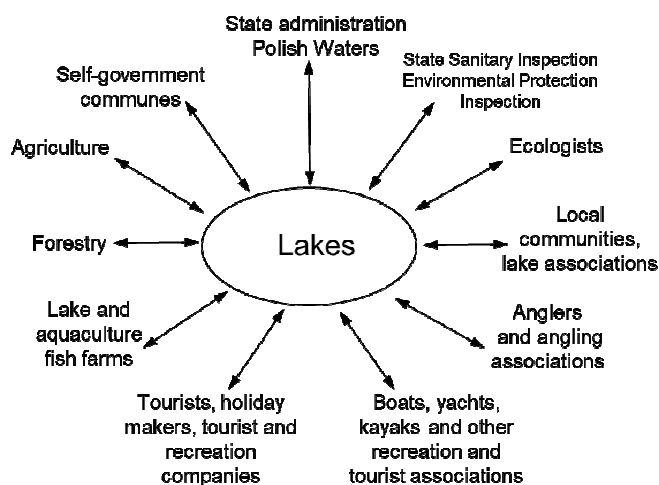 State administration
Polish Waters
State Sanitary Inspection
Environmental Protection
Inspection
Self-government
communes
Agriculture
Ecologists
Forestry
Lakes
Local
communities,
lake associations
Lake and
aquaculture
fish farms
Anglers
and angling
associations
Tourists, holiday
makers, tourist and
recreation
companies
Boats, yachts,
kayaks and other
recreation and
tourist associations